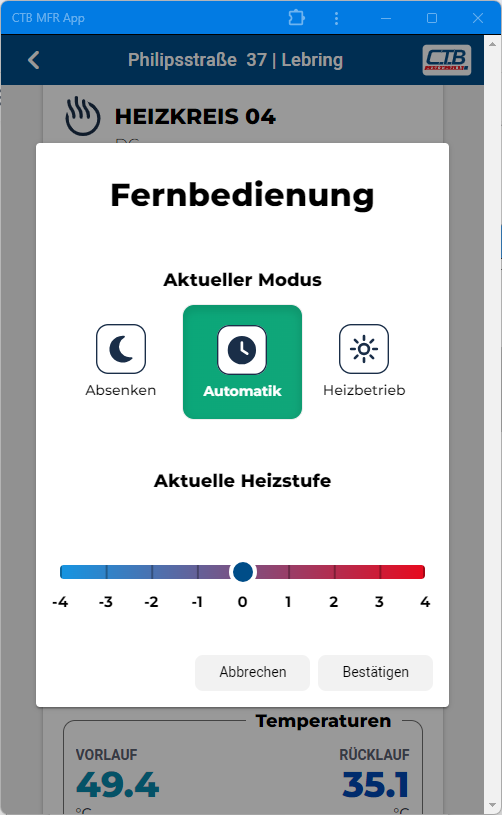 CTB MFR App
Philipsstraße 37 | Lebring
CTB
HEIZKREIS 04
Fernbedienung
Aktueller Modus
Absenken
Automatik
Heizbetrieb
Aktuelle Heizstufe
-4 -3 -2 -1 0 1 2 3 4
Abbrechen
Bestätigen
Temperaturen
VORLAUF
RÜCKLAUF
49.4
35.1
°C
°C